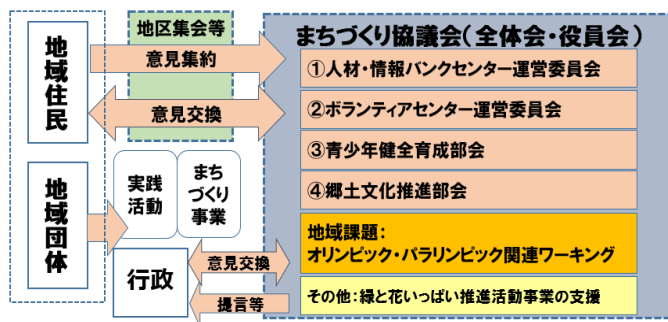 地域住民
地区集会等
意見集約
意見交換
まちづくり協議会(全体会・役員会)
①人材・情報バンクセンター運営委員会
②ボランティアセンター運営委員会
③青少年健全育成部会
④郷土文化推進部会
地域課題:
オリンピック・パラリンピック関連ワーキング
その他:緑と花いっぱい推進活動事業の支援
地域団体
実践
活動
まち
づくり
事業
行政
意見交換
提言等